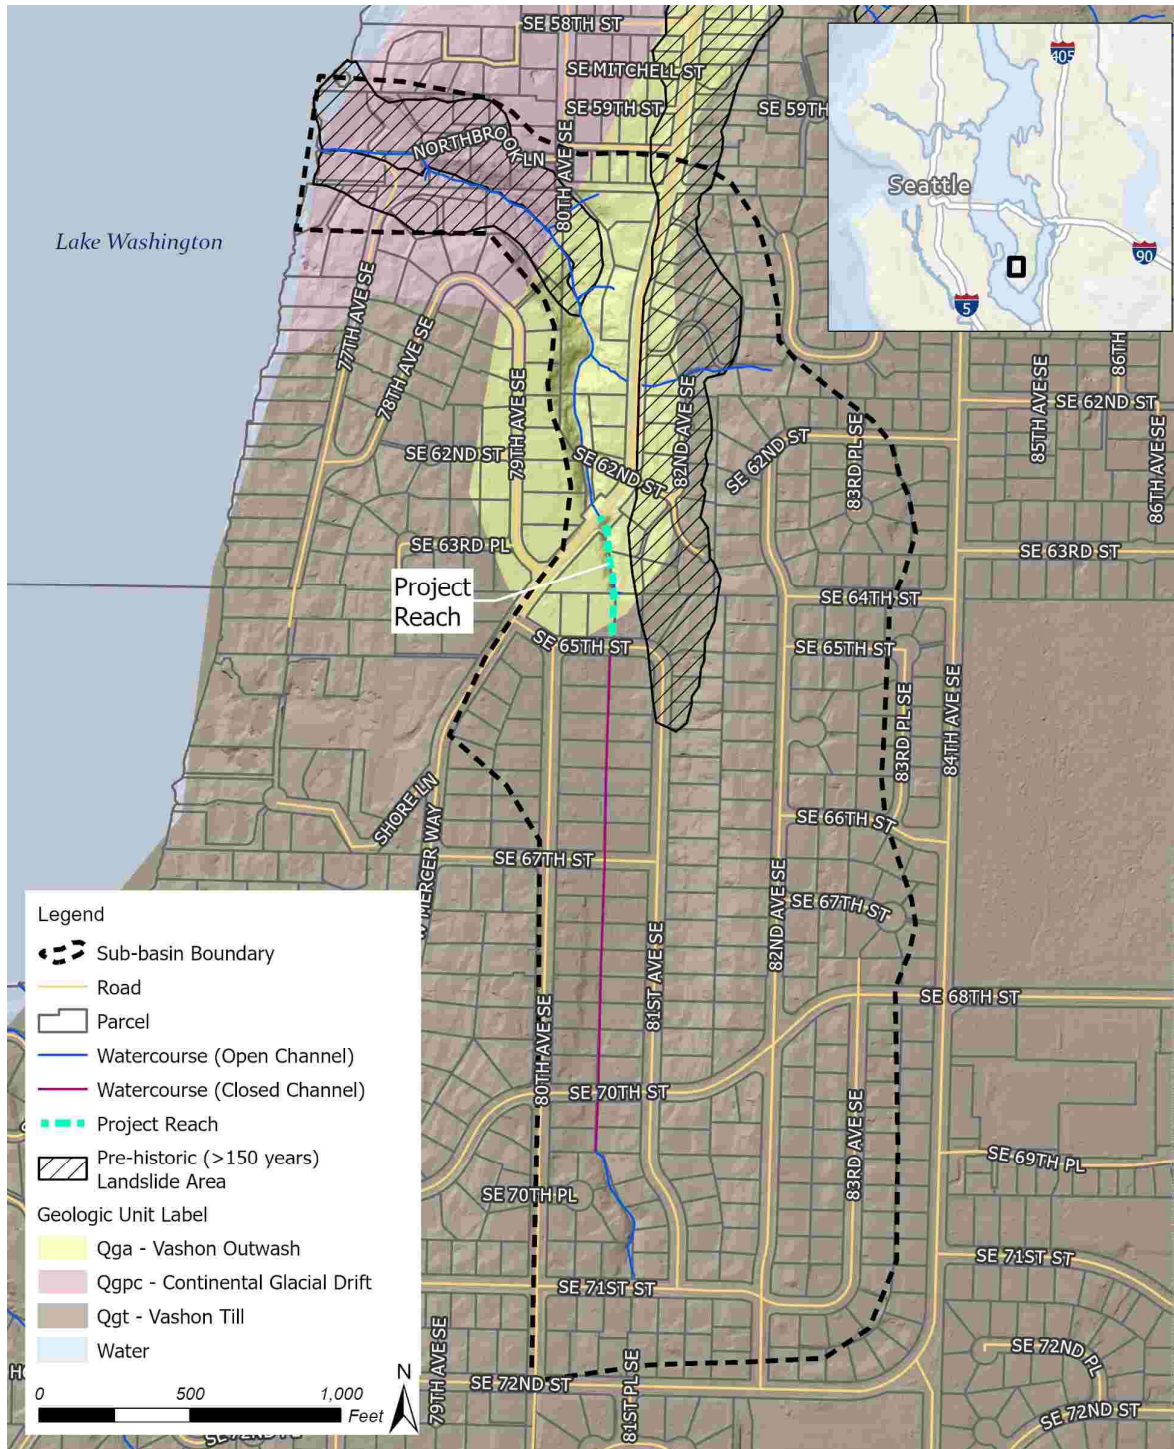 SE 58TH ST
SE MITCHELL ST
SE 59TH ST
SE 59TH
NORTHBROOK LN
80TH AVE SE
405
Seattle
90
5
Lake Washington
77TH AVE SE
78TH AVE SE
79TH AVE SE
SE 62ND ST
SE 62ND ST
82ND AVE SE
SE 62ND ST
83RD PL SE
85TH AVE SE
86TH
SE 62ND ST
86TH AVE SE
SE 63RD PL
SE 63RD ST
Project
Reach
SE 64TH ST
SE 65TH ST
SE 65TH ST
83RD PL SE
84TH AVE SE
SHORE LN
W MERCER WAY
SE 66TH ST
SE 67TH ST
SE 67TH ST
82ND AVE SE
81ST AVE SE
80TH AVE SE
SE 68TH ST
SE 70TH ST
83RD AVE SE
SE 69TH PL
SE 70TH PL
SE 71ST ST
SE 71ST ST
SE 72ND PL
SE 72ND ST
79TH AVE SE
81ST PL SE
SE 72ND ST
Legend
Sub-basin Boundary
Road
Parcel
Watercourse (Open Channel)
Watercourse (Closed Channel)
Project Reach
Pre-historic (>150 years)
Landslide Area
Geologic Unit Label
Qga - Vashon Outwash
Qgpc - Continental Glacial Drift
Qgt - Vashon Till
Water
0 500 1,000
Feet
N